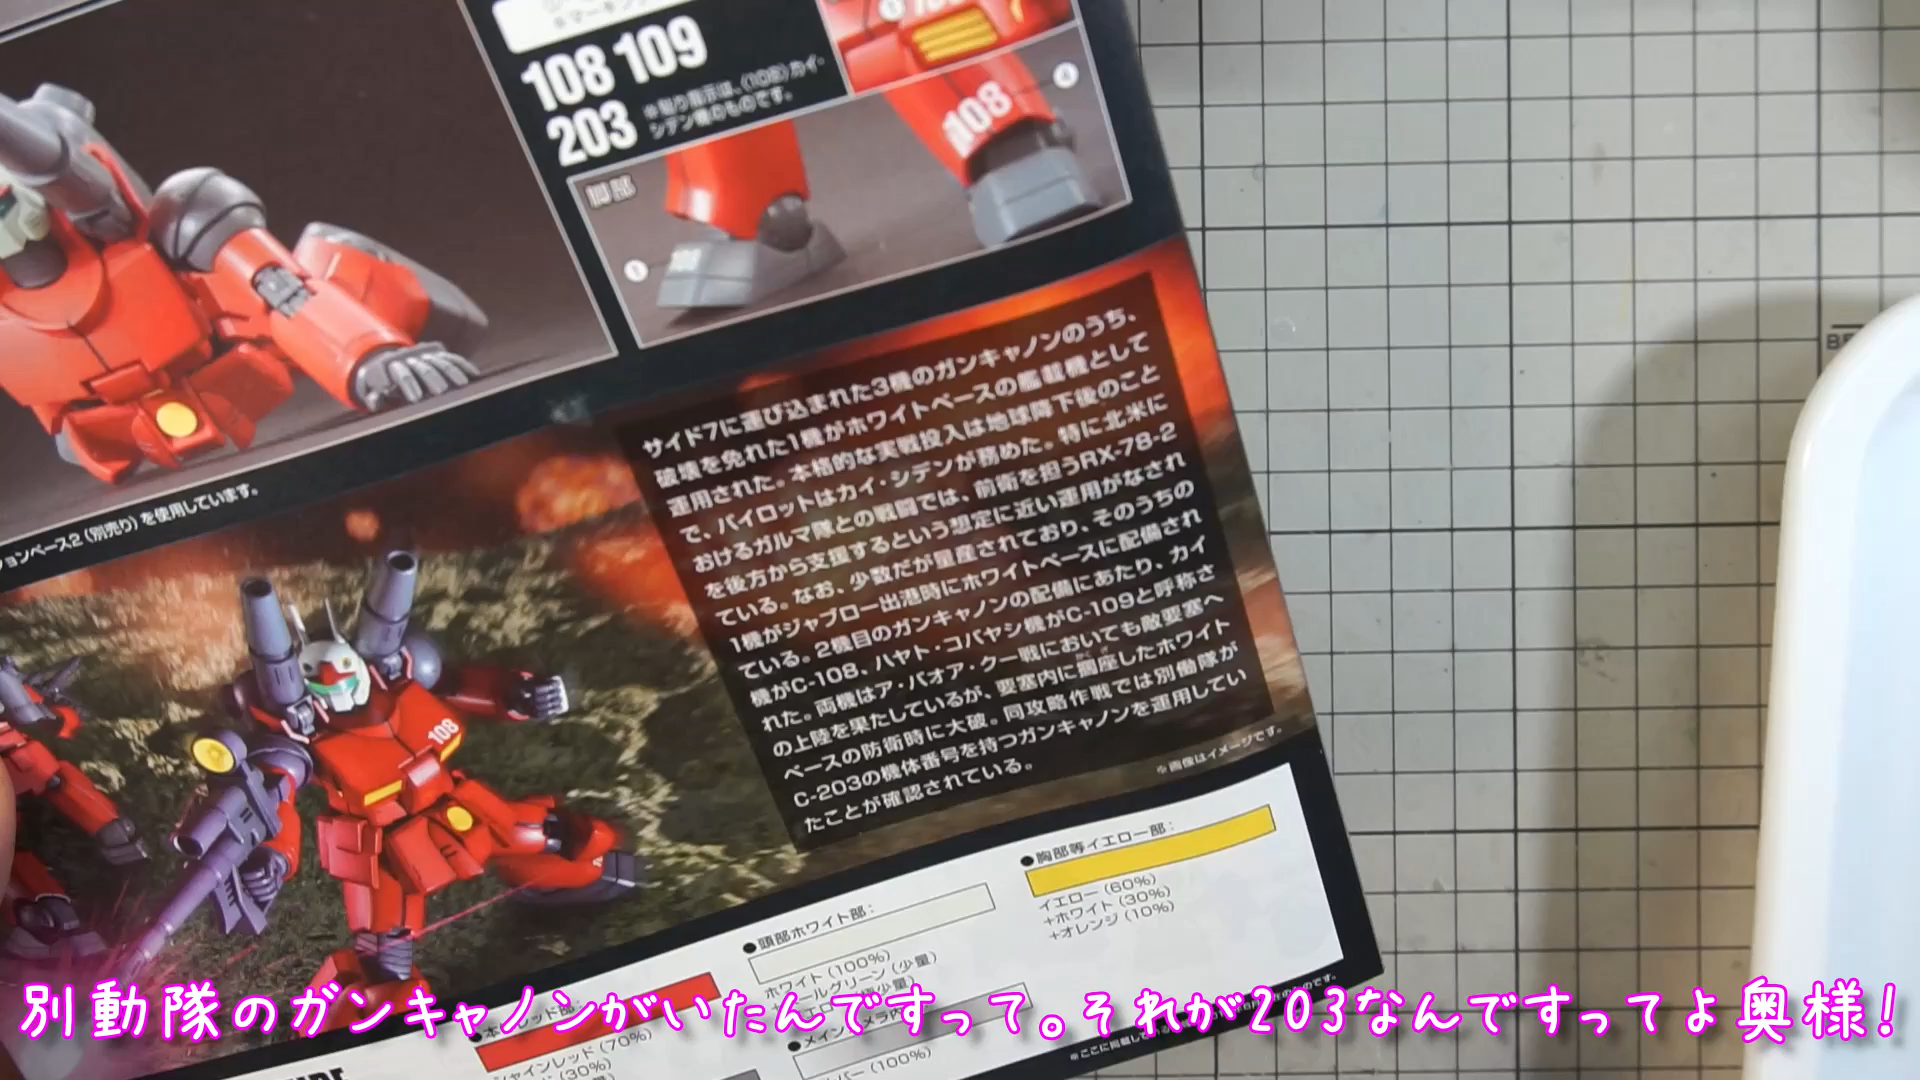 108 109
203
※貼り指示は、〈108〉カイ・
シデン機のものです。
脚部
108
④
①
サイド7に運び込まれた3機のガンキャノンのうち、
破壊を免れた1機がホワイトベースの艦載機として
運用された。本格的な実戦投入は地球降下後のこと
で、パイロットはカイ・シデンが務めた。特に北米に
おけるガルマ隊との戦闘では、前衛を担うRX-78-2
を後方から支援するという想定に近い運用がなされ
ている。なお、少数だが量産されており、そのうちの
1機がジャブロー出港時にホワイトベースに配備され
ている。2機目のガンキャノンの配備にあたり、カイ
機がC-108、ハヤト・コバヤシ機がC-109と呼称さ
れた。両機はア・バオア・クー戦においても敵要塞へ
の上陸を果たしているが、要塞内に擱座したホワイト
ベースの防衛時に大破。同攻略作戦では別働隊が
C-203の機体番号を持つガンキャノンを運用してい
たことが確認されている。
ションベース2(別売り)を使用しています。
108
※画像はイメージです。
●胸部等イエロー部:
イエロー(60%)
+ホワイト(30%)
+オレンジ(10%)
●頭部ホワイト部:
ホワイト(100%)
シャインレッド(70%)
(30%)
●メインカメラ
(100%)
別動隊のガンキャノンがいたんですって。それが203なんですってよ奥様!